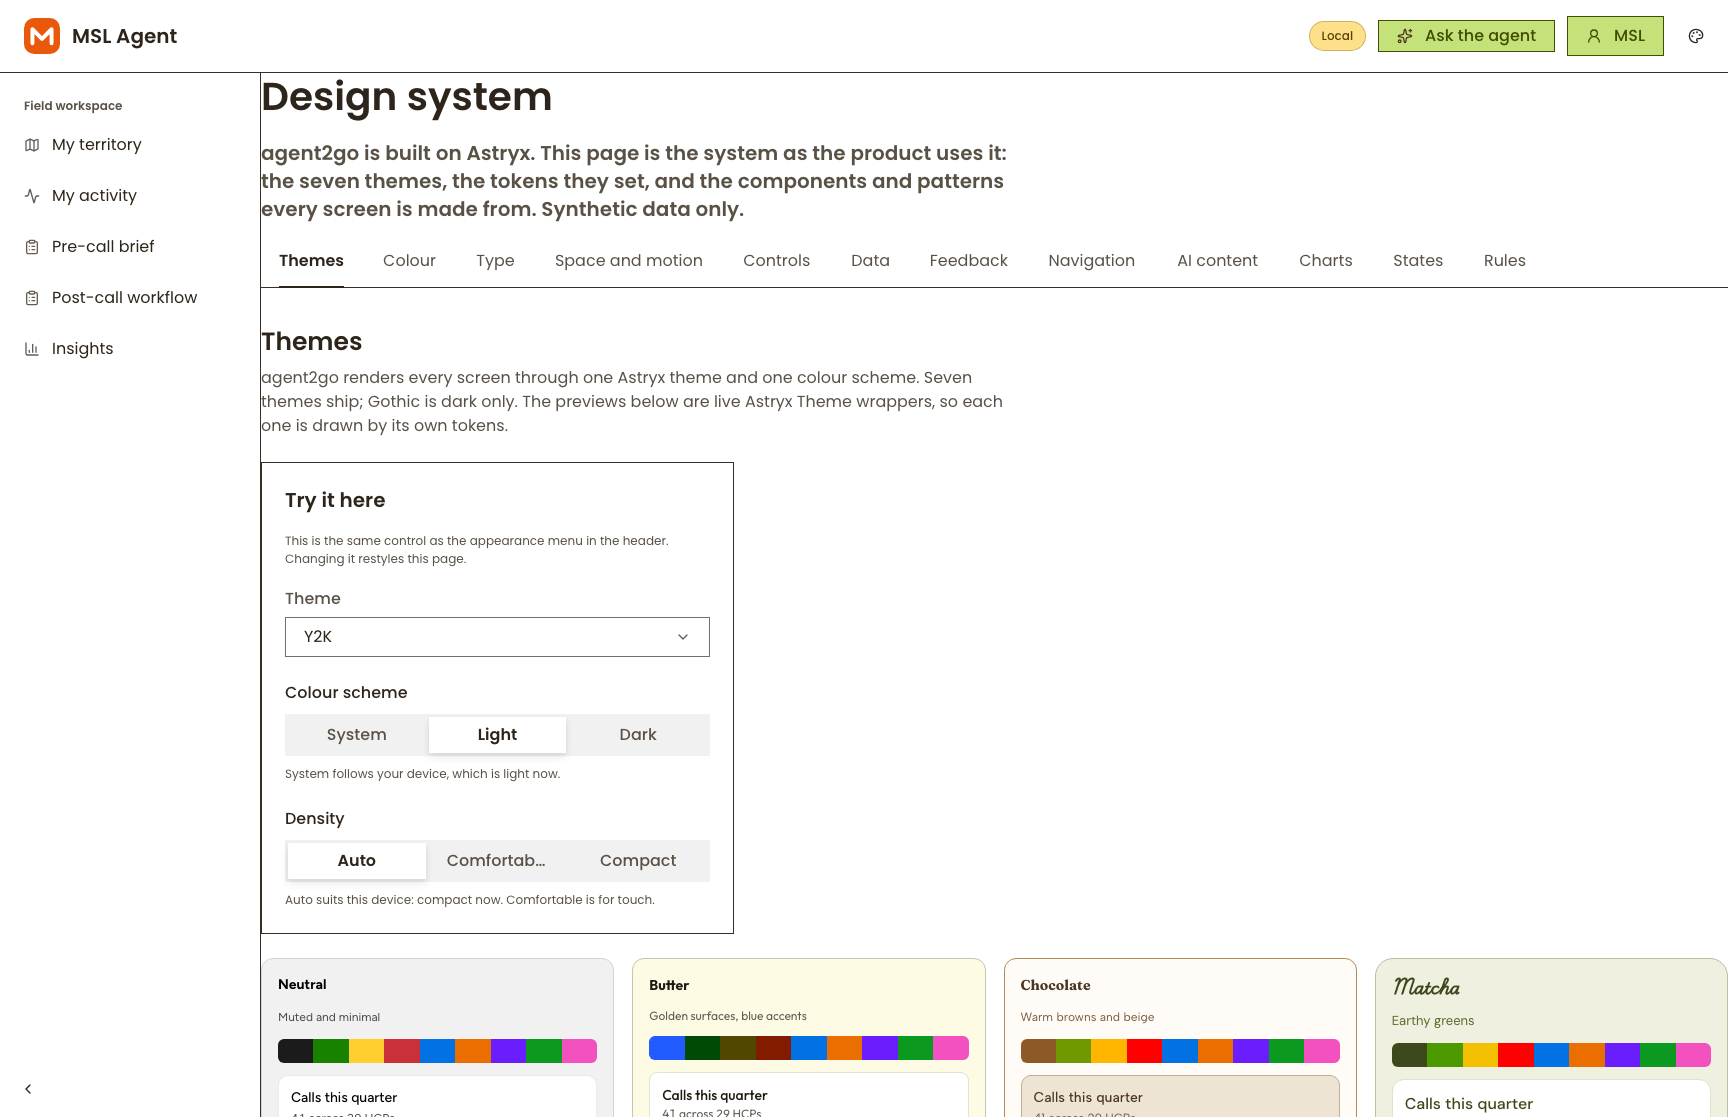 MSL Agent
Local
Ask the agent
MSL
Field workspace
My territory
My activity
Pre-call brief
Post-call workflow
Insights
Design system
agent2go is built on Astryx. This page is the system as the product uses it:
the seven themes, the tokens they set, and the components and patterns
every screen is made from. Synthetic data only.
Themes Colour Type Space and motion Controls Data Feedback Navigation AI content Charts States Rules
Themes
agent2go renders every screen through one Astryx theme and one colour scheme. Seven
themes ship; Gothic is dark only. The previews below are live Astryx Theme wrappers, so each
one is drawn by its own tokens.
Try it here
This is the same control as the appearance menu in the header.
Changing it restyles this page.
Theme
Y2K
Colour scheme
System Light Dark
System follows your device, which is light now.
Density
Auto Comfortab... Compact
Auto suits this device: compact now. Comfortable is for touch.
Neutral
Muted and minimal
Calls this quarter
41 across 29 HCPs
Butter
Golden surfaces, blue accents
Calls this quarter
41 across 29 HCPs
Chocolate
Warm browns and beige
Calls this quarter
41 across 29 HCPs
Matcha
Earthy greens
Calls this quarter